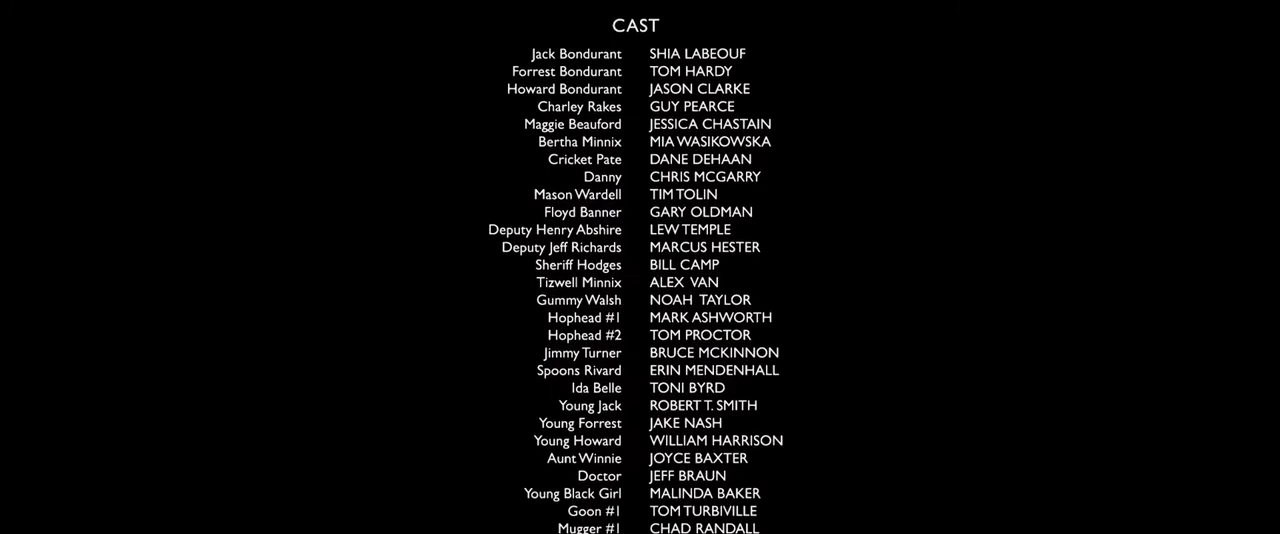 CAST
Jack Bondurant SHIA LABEOUF
Forrest Bondurant TOM HARDY
Howard Bondurant JASON CLARKE
Charley Rakes GUY PEARCE
Maggie Beauford JESSICA CHASTAIN
Bertha Minnix MIA WASIKOWSKA
Cricket Pate DANE DEHAAN
Danny CHRIS MCGARRY
Mason Wardell TIM TOLIN
Floyd Banner GARY OLDMAN
Deputy Henry Abshire LEW TEMPLE
Deputy Jeff Richards MARCUS HESTER
Sheriff Hodges BILL CAMP
Tizwell Minnix ALEX VAN
Gummy Walsh NOAH TAYLOR
Hophead #1 MARK ASHWORTH
Hophead #2 TOM PROCTOR
Jimmy Turner BRUCE MCKINNON
Spoons Rivard ERIN MENDENHALL
Ida Belle TONI BYRD
Young Jack ROBERT T. SMITH
Young Forrest JAKE NASH
Young Howard WILLIAM HARRISON
Aunt Winnie JOYCE BAXTER
Doctor JEFF BRAUN
Young Black Girl MALINDA BAKER
Goon #1 TOM TURBIVILLE
Mugger #1 CHAD RANDALL